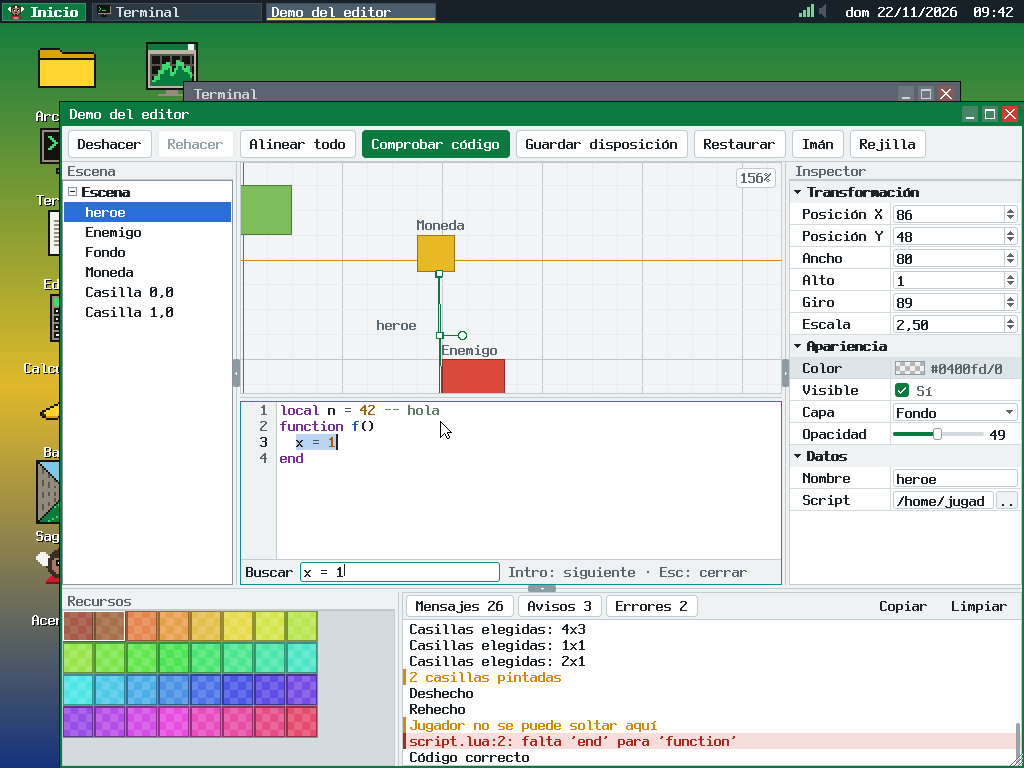 Inicio
Terminal
Demo del editor
dom 22/11/2026 09:42
Terminal
Demo del editor
Deshacer
Rehacer
Alinear todo
Comprobar código
Guardar disposición
Restaurar
Imán
Rejilla
Escena
Escena
heroe
Enemigo
Fondo
Moneda
Casilla 0,0
Casilla 1,0
156%
Moneda
heroe
Enemigo
1 local n = 42 -- hola
2 function f()
3 x = 1
4 end
Buscar x = 1 Intro: siguiente · Esc: cerrar
Inspector
Transformación
Posición X 86
Posición Y 48
Ancho 80
Alto 1
Giro 89
Escala 2,50
Apariencia
Color #0400fd/0
Visible Sí
Capa Fondo
Opacidad 49
Datos
Nombre heroe
Script /home/jugad ..
Recursos
Mensajes 26
Avisos 3
Errores 2
Copiar
Limpiar
Casillas elegidas: 4x3
Casillas elegidas: 1x1
Casillas elegidas: 2x1
2 casillas pintadas
Deshecho
Rehecho
Jugador no se puede soltar aquí
script.lua:2: falta 'end' para 'function'
Código correcto